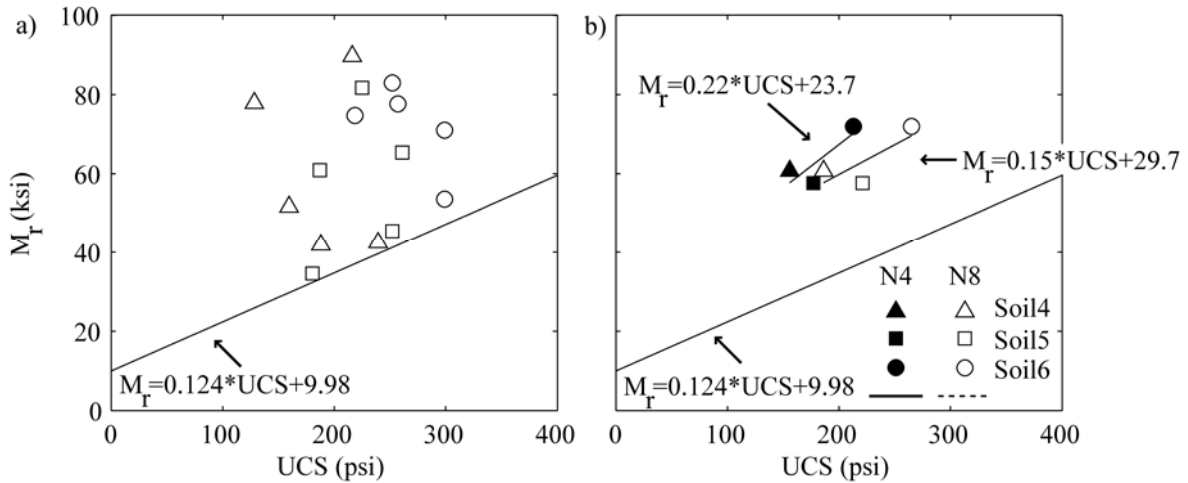 a)
100
80
60
40
20
0
M_r (ksi)
M_r=0.124*UCS+9.98
0 100 200 300 400
UCS (psi)
b)
M_r=0.22*UCS+23.7
M_r=0.15*UCS+29.7
M_r=0.124*UCS+9.98
N4 N8
Soil4
Soil5
Soil6
0 100 200 300 400
UCS (psi)